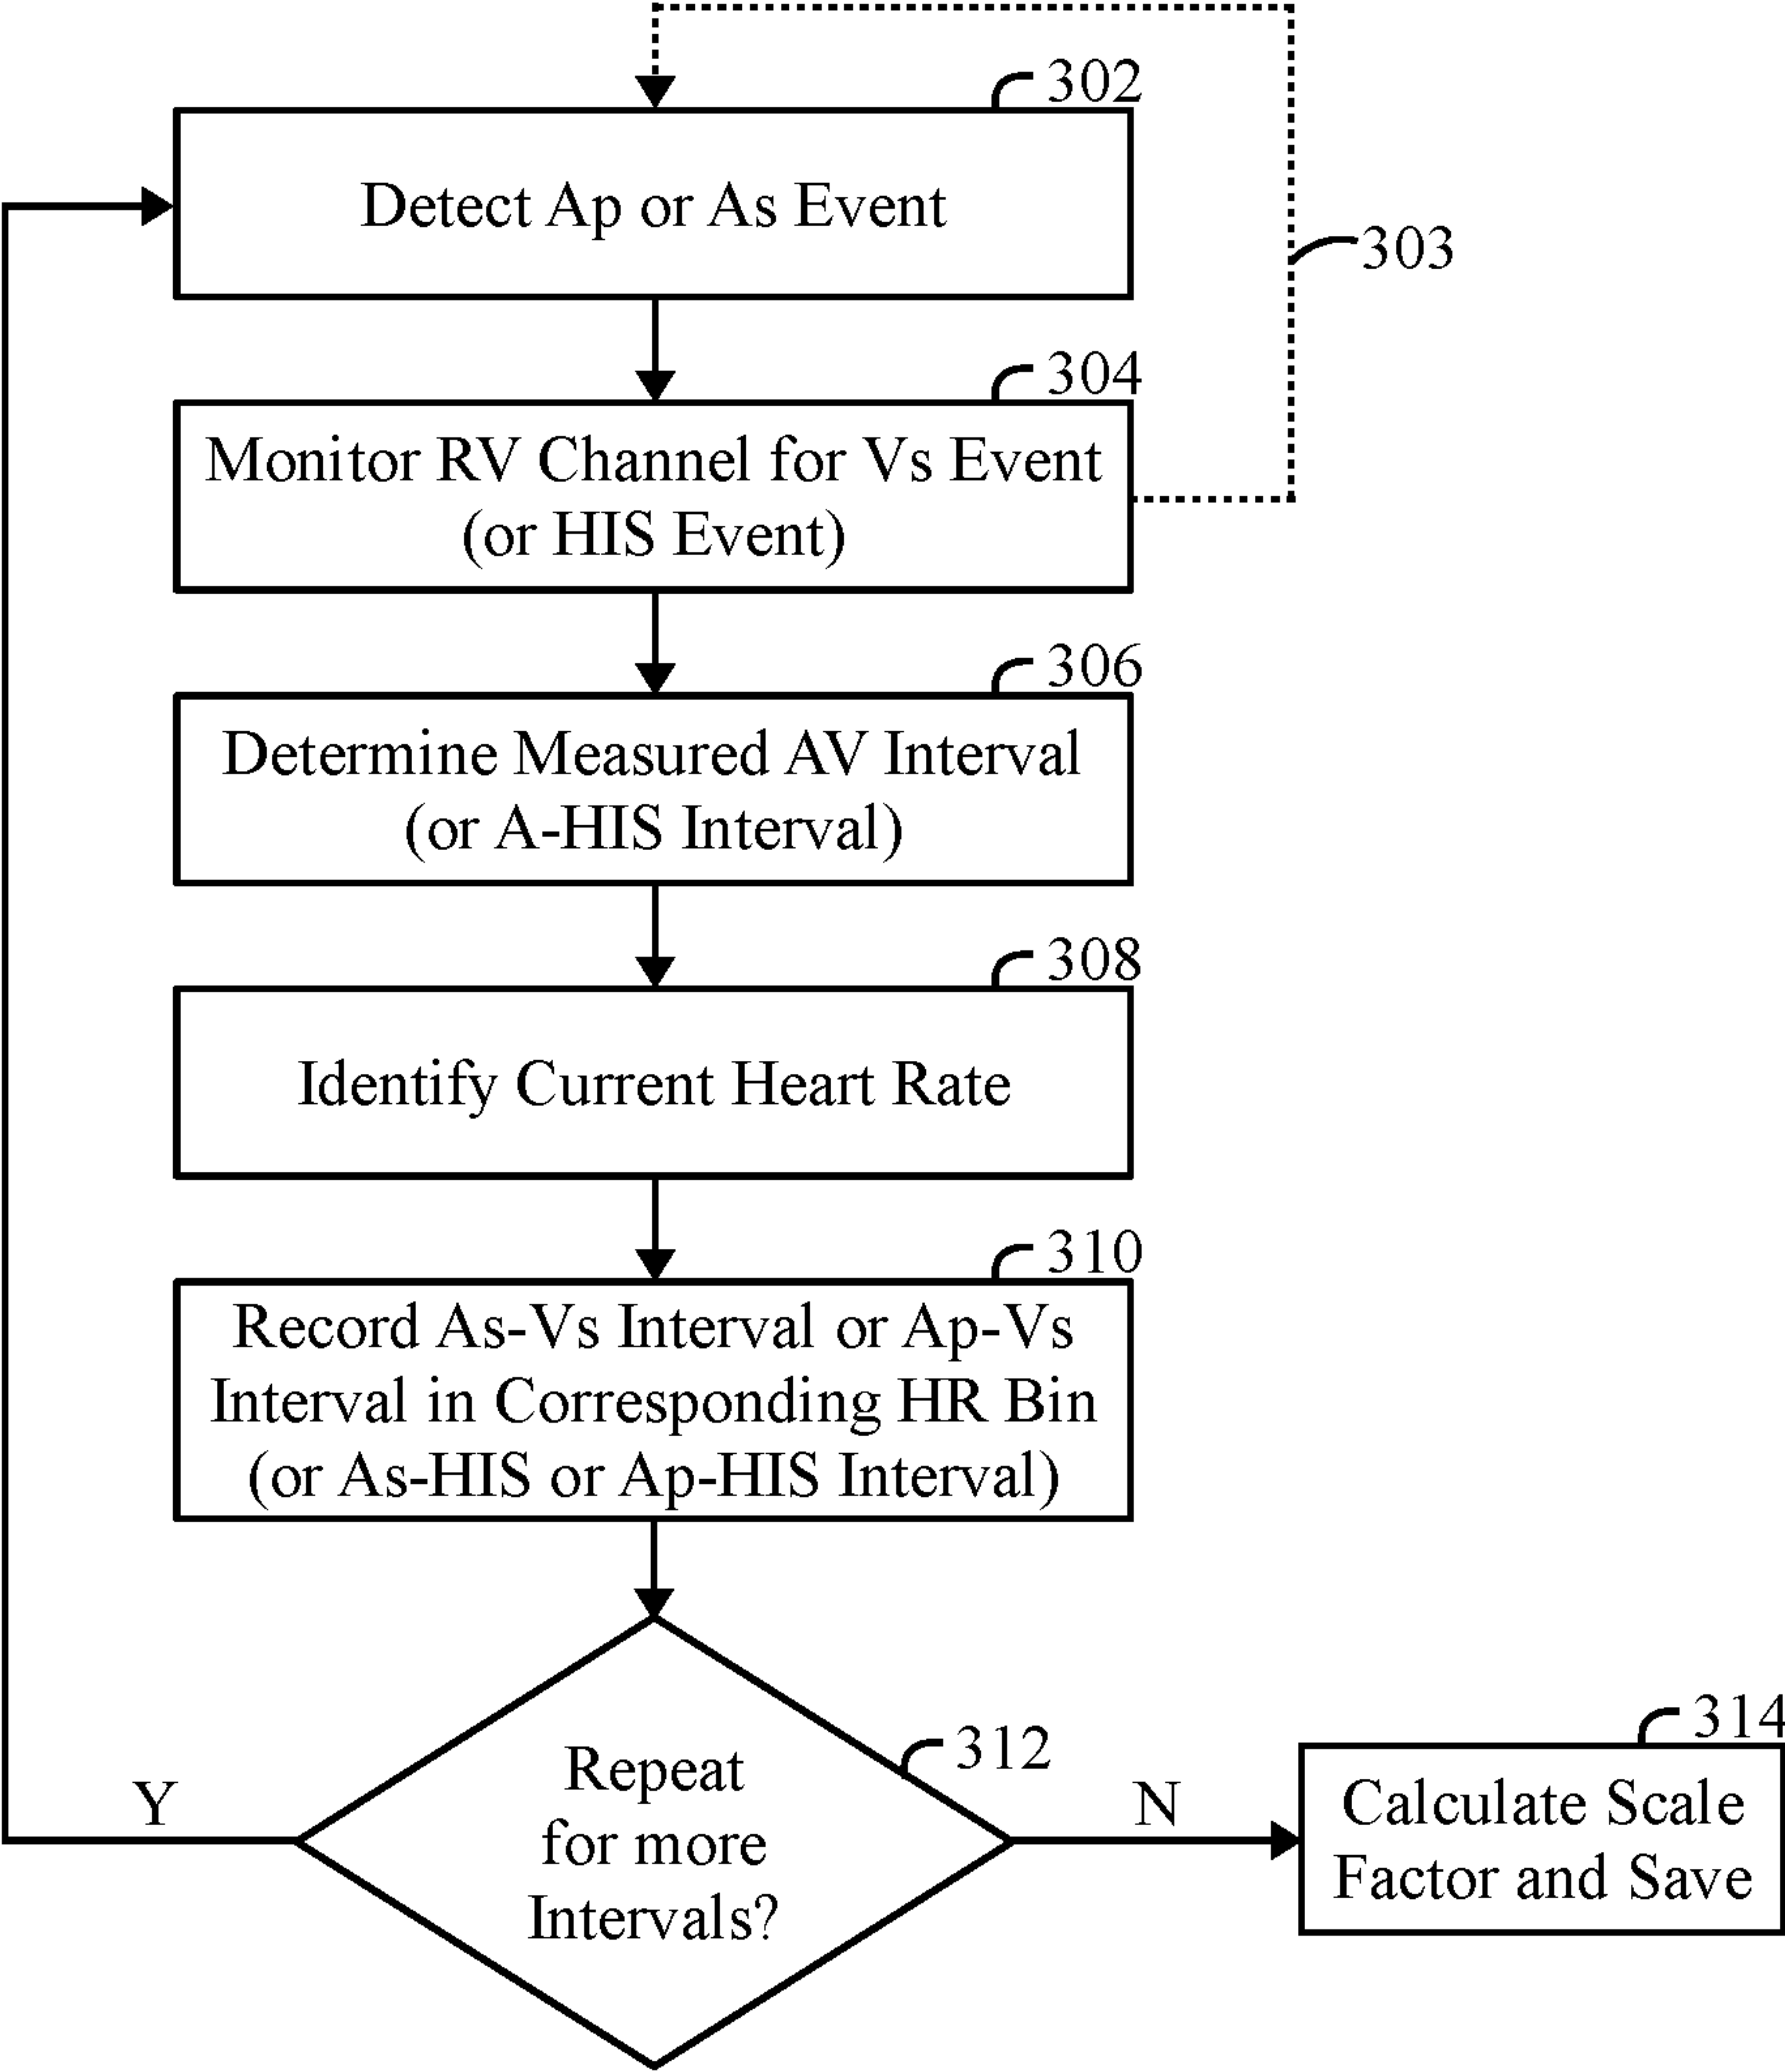 302
Detect Ap or As Event
303
304
Monitor RV Channel for Vs Event
(or HIS Event)
306
Determine Measured AV Interval
(or A-HIS Interval)
308
Identify Current Heart Rate
310
Record As-Vs Interval or Ap-Vs
Interval in Corresponding HR Bin
(or As-HIS or Ap-HIS Interval)
312
Repeat
for more
Intervals?
Y
N
314
Calculate Scale
Factor and Save